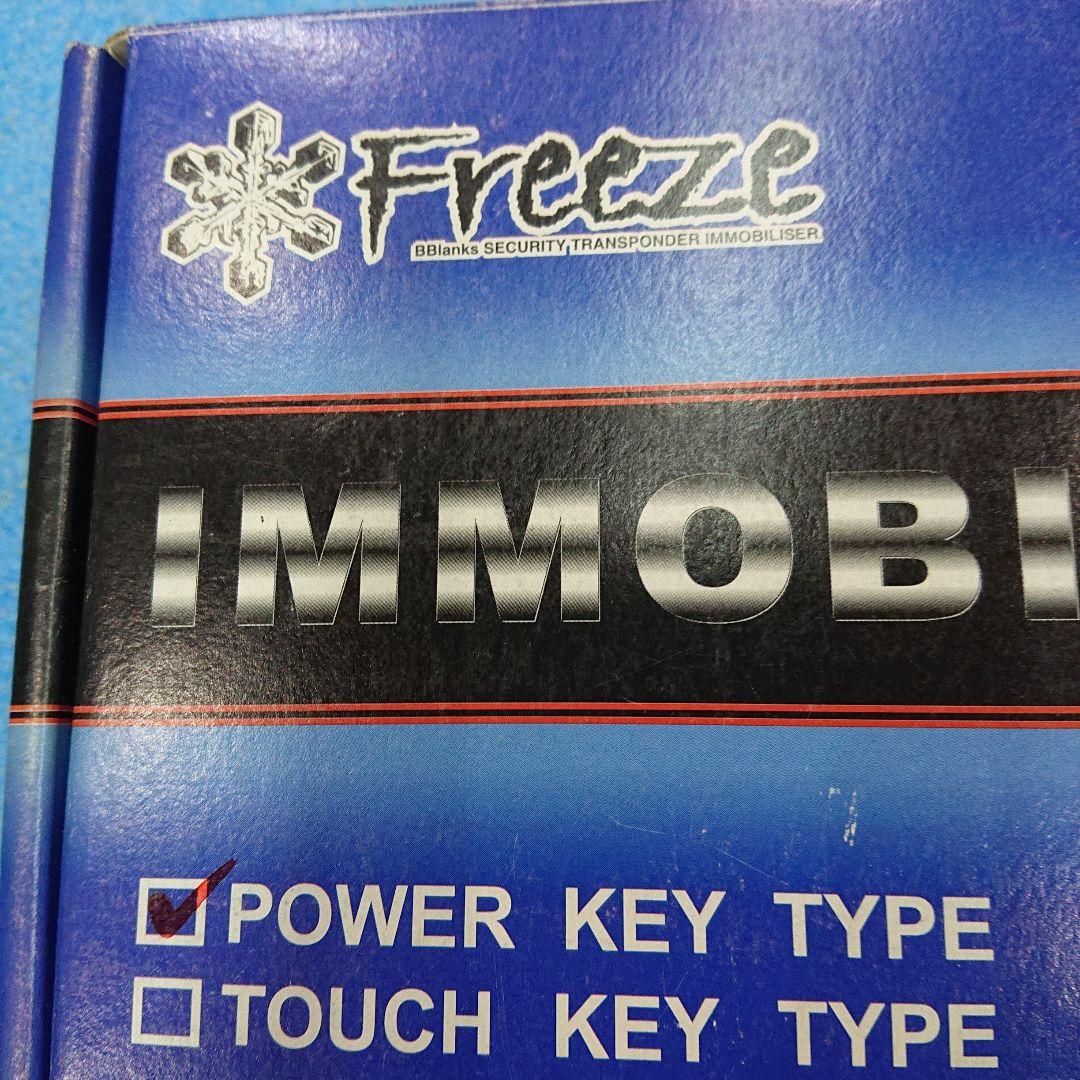 Freeze
BBlanks SECURITY TRANSPONDER IMMOBILISER
IMMOBI
POWER KEY TYPE
TOUCH KEY TYPE